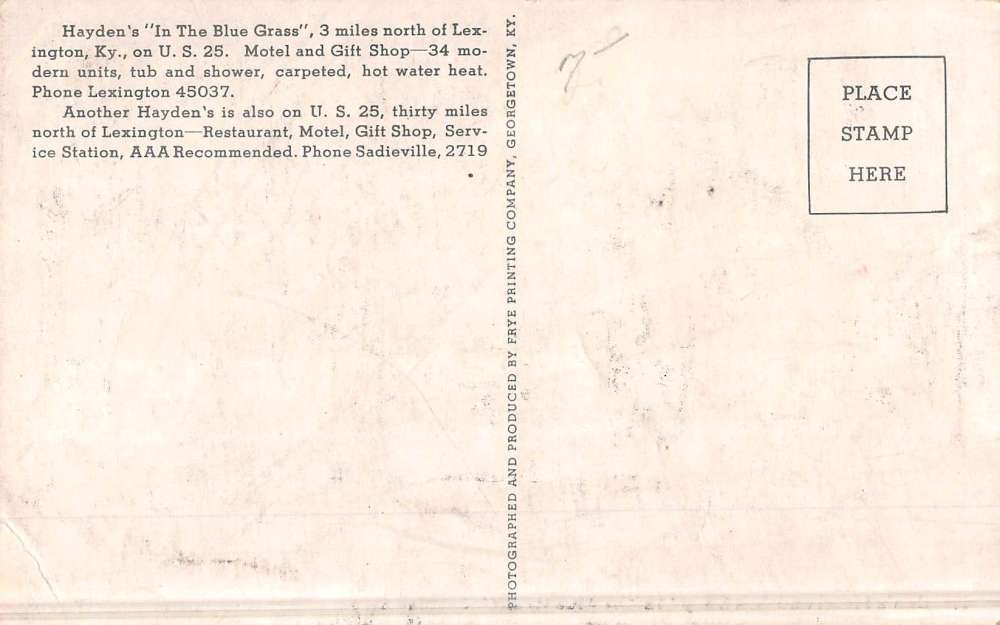 Hayden's "In The Blue Grass", 3 miles north of Lex-
ington, Ky., on U. S. 25. Motel and Gift Shop—34 mo-
dern units, tub and shower, carpeted, hot water heat.
Phone Lexington 45037.
Another Hayden's is also on U. S. 25, thirty miles
north of Lexington—Restaurant, Motel, Gift Shop, Serv-
ice Station, AAA Recommended. Phone Sadieville, 2719
PHOTOGRAPHED AND PRODUCED BY FRYE PRINTING COMPANY, GEORGETOWN, KY.
PLACE
STAMP
HERE